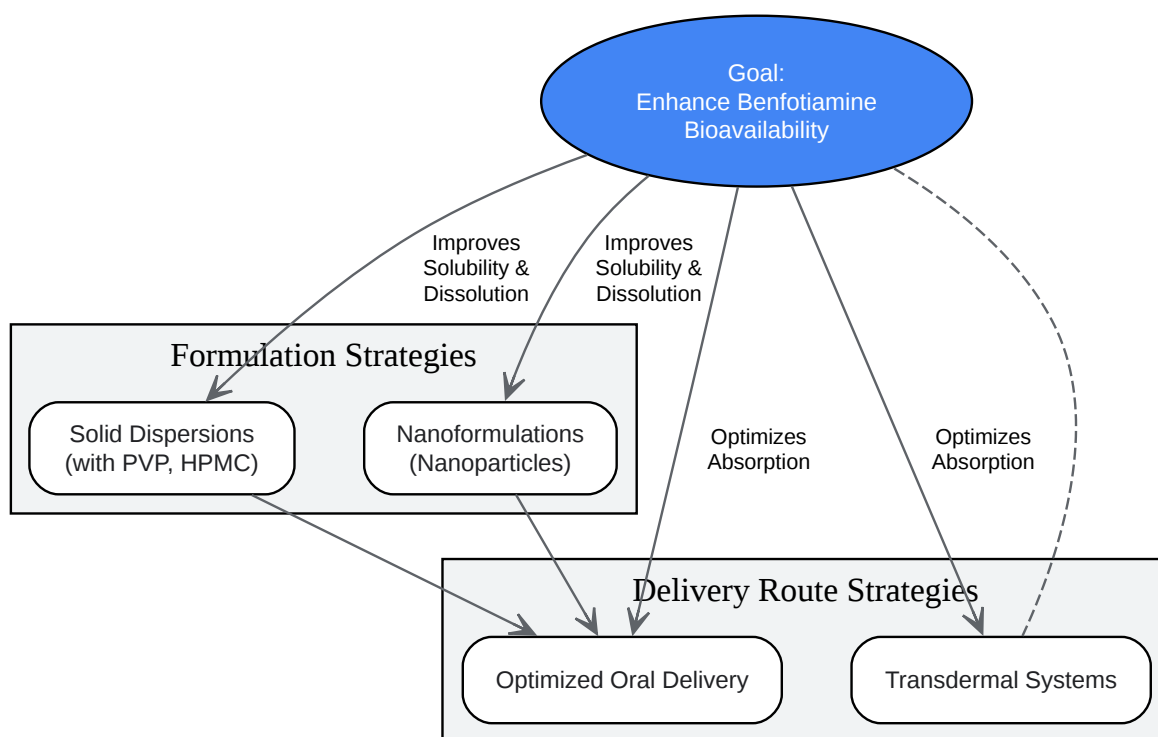 Goal:
Enhance Benfotiamine
Bioavailability
Improves
Solubility &
Dissolution
Improves
Solubility &
Dissolution
Formulation Strategies
Solid Dispersions
(with PVP, HPMC)
Nanoformulations
(Nanoparticles)
Optimizes
Absorption
Optimizes
Absorption
Delivery Route Strategies
Optimized Oral Delivery
Transdermal Systems